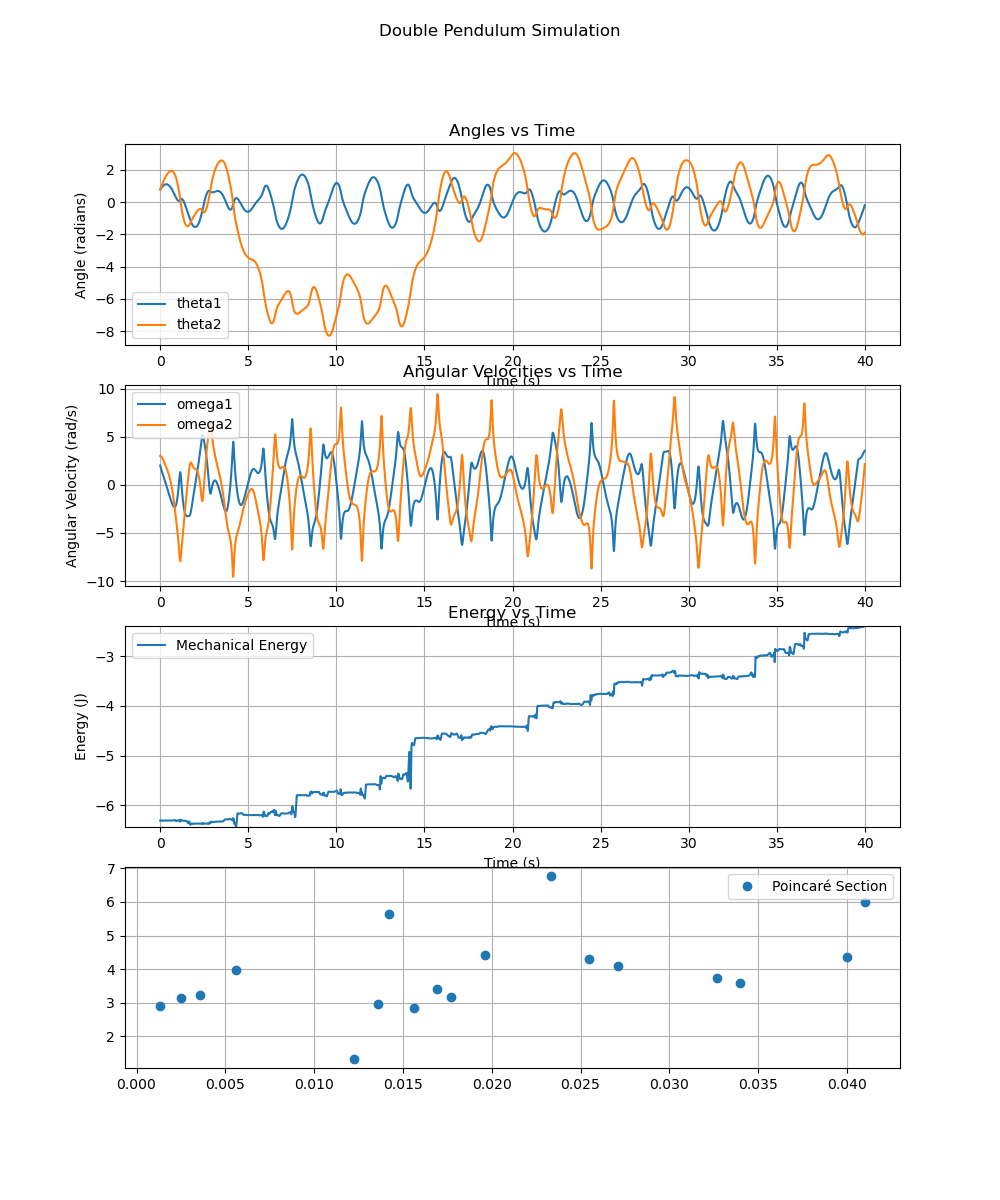 Double Pendulum Simulation
Angles vs Time
Angle (radians)
2
0
−2
−4
−6
−8
theta1
theta2
0 5 10 15 20 25 30 35 40
Time (s)
Angular Velocities vs Time
Angular Velocity (rad/s)
10
5
0
−5
−10
omega1
omega2
0 5 10 15 20 25 30 35 40
Time (s)
Energy vs Time
Energy (J)
−3
−4
−5
−6
Mechanical Energy
0 5 10 15 20 25 30 35 40
Time (s)
7
6
5
4
3
2
Poincaré Section
0.000 0.005 0.010 0.015 0.020 0.025 0.030 0.035 0.040